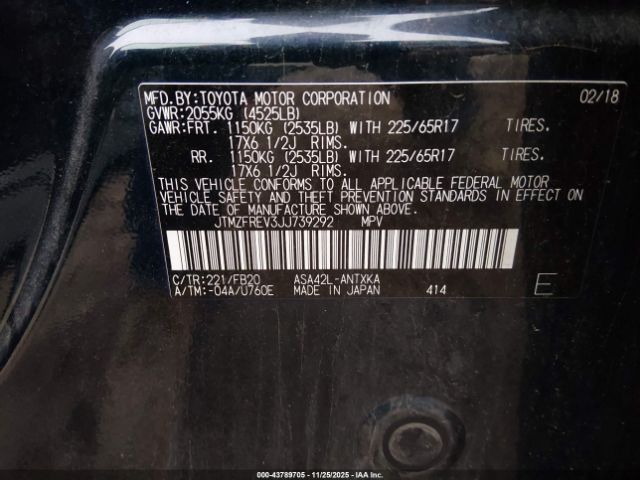 MFD.BY:TOYOTA MOTOR CORPORATION 02/18
GVWR:2055KG (4525LB)
GAWR:FRT. 1150KG (2535LB) WITH 225/65R17 TIRES.
17X6 1/2J RIMS.
RR. 1150KG (2535LB) WITH 225/65R17 TIRES.
17X6 1/2J RIMS.
THIS VEHICLE CONFORMS TO ALL APPLICABLE FEDERAL MOTOR
VEHICLE SAFETY AND THEFT PREVENTION STANDARDS IN EFFECT ON
THE DATE OF MANUFACTURE SHOWN ABOVE.
JTMZFREV3JJ739292 MPV
C/TR:221/FB20 ASA42L-ANTXKA
A/TM:-04A/U760E MADE IN JAPAN 414 E
000-43789705 - 11/25/2025 - IAAI.COM